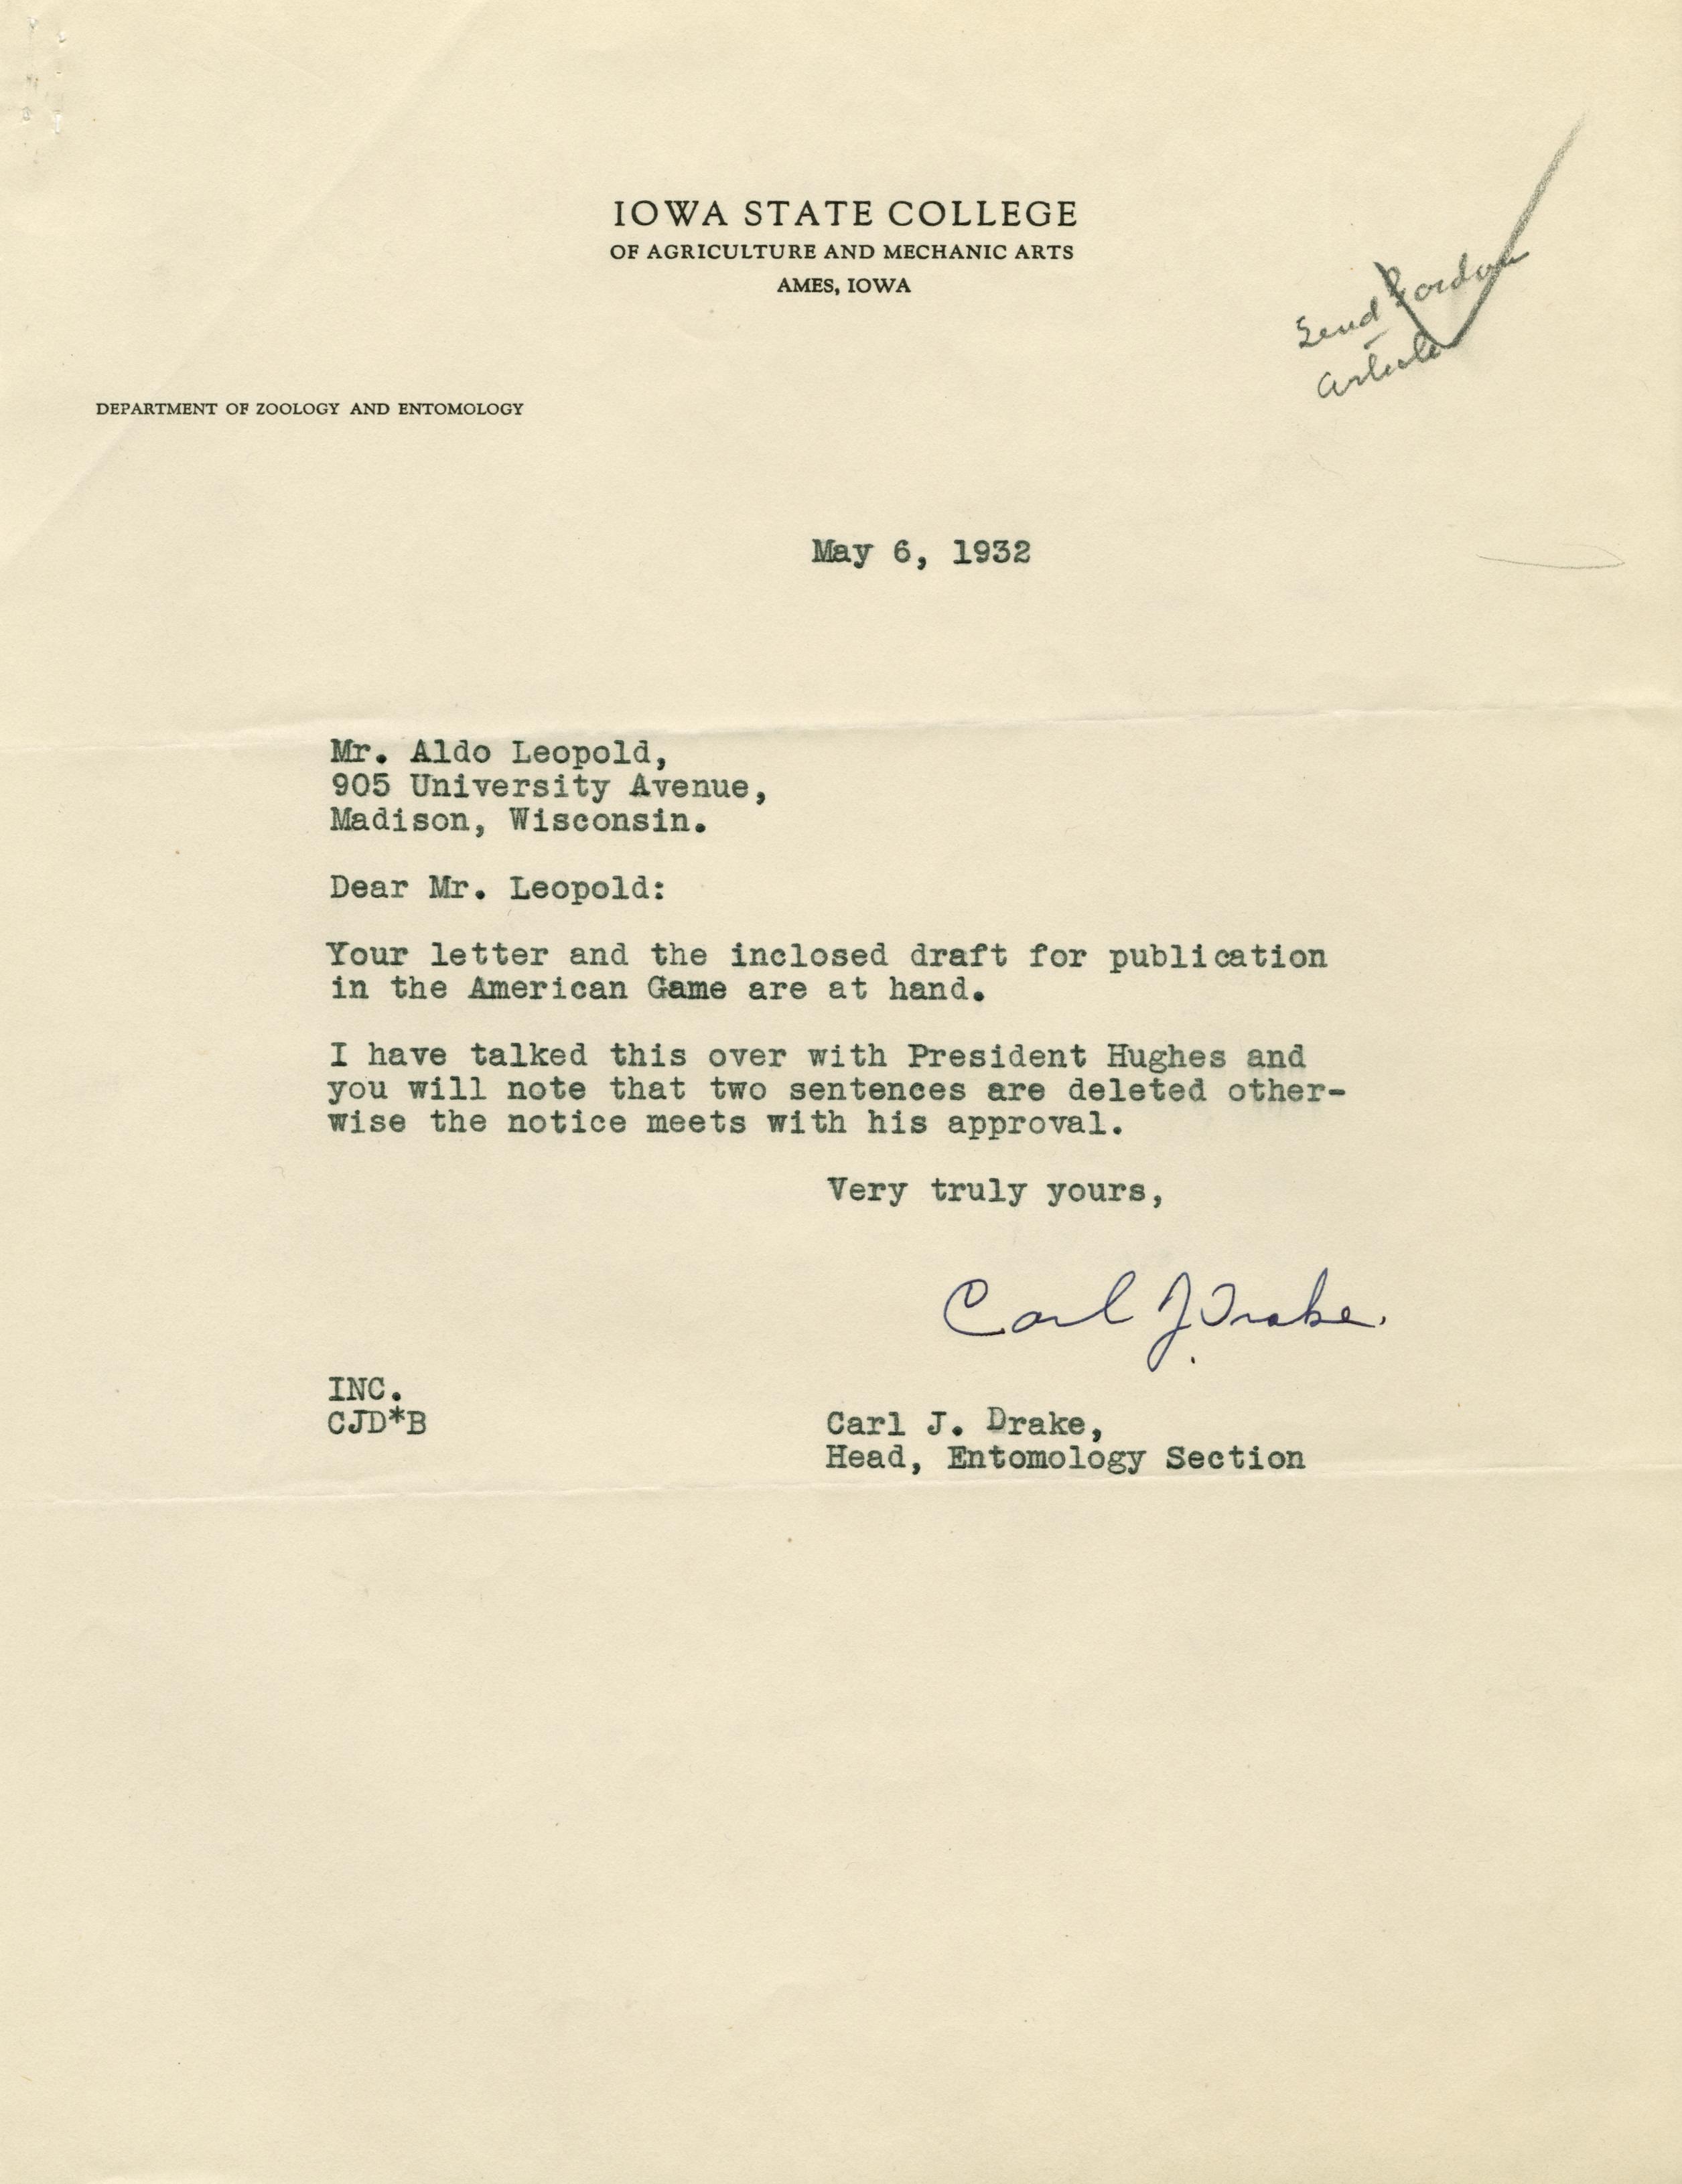 IOWA STATE COLLEGE
OF AGRICULTURE AND MECHANIC ARTS
AMES, IOWA
Send Gordon
article
DEPARTMENT OF ZOOLOGY AND ENTOMOLOGY
May 6, 1932
Mr. Aldo Leopold,
905 University Avenue,
Madison, Wisconsin.
Dear Mr. Leopold:
Your letter and the inclosed draft for publication
in the American Game are at hand.
I have talked this over with President Hughes and
you will note that two sentences are deleted other-
wise the notice meets with his approval.
Very truly yours,
Carl J Drake.
INC.
CJD*B
Carl J. Drake,
Head, Entomology Section